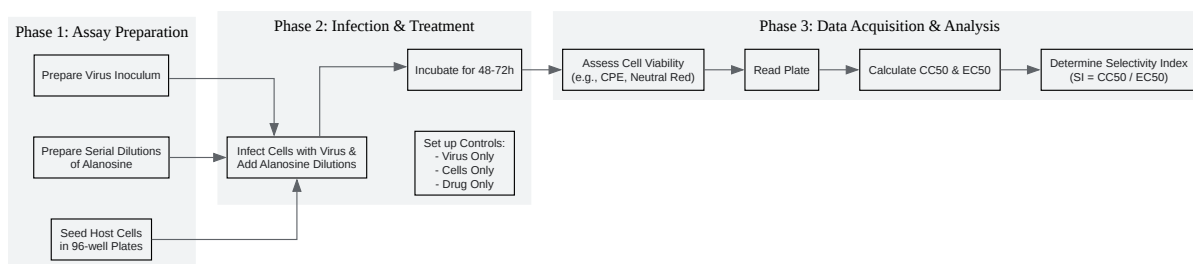 Phase 1: Assay Preparation
Prepare Virus Inoculum
Prepare Serial Dilutions
of Alanosine
Seed Host Cells
in 96-well Plates
Phase 2: Infection & Treatment
Incubate for 48-72h
Infect Cells with Virus &
Add Alanosine Dilutions
Set up Controls:
- Virus Only
- Cells Only
- Drug Only
Phase 3: Data Acquisition & Analysis
Assess Cell Viability
(e.g., CPE, Neutral Red)
Read Plate
Calculate CC50 & EC50
Determine Selectivity Index
(SI = CC50 / EC50)